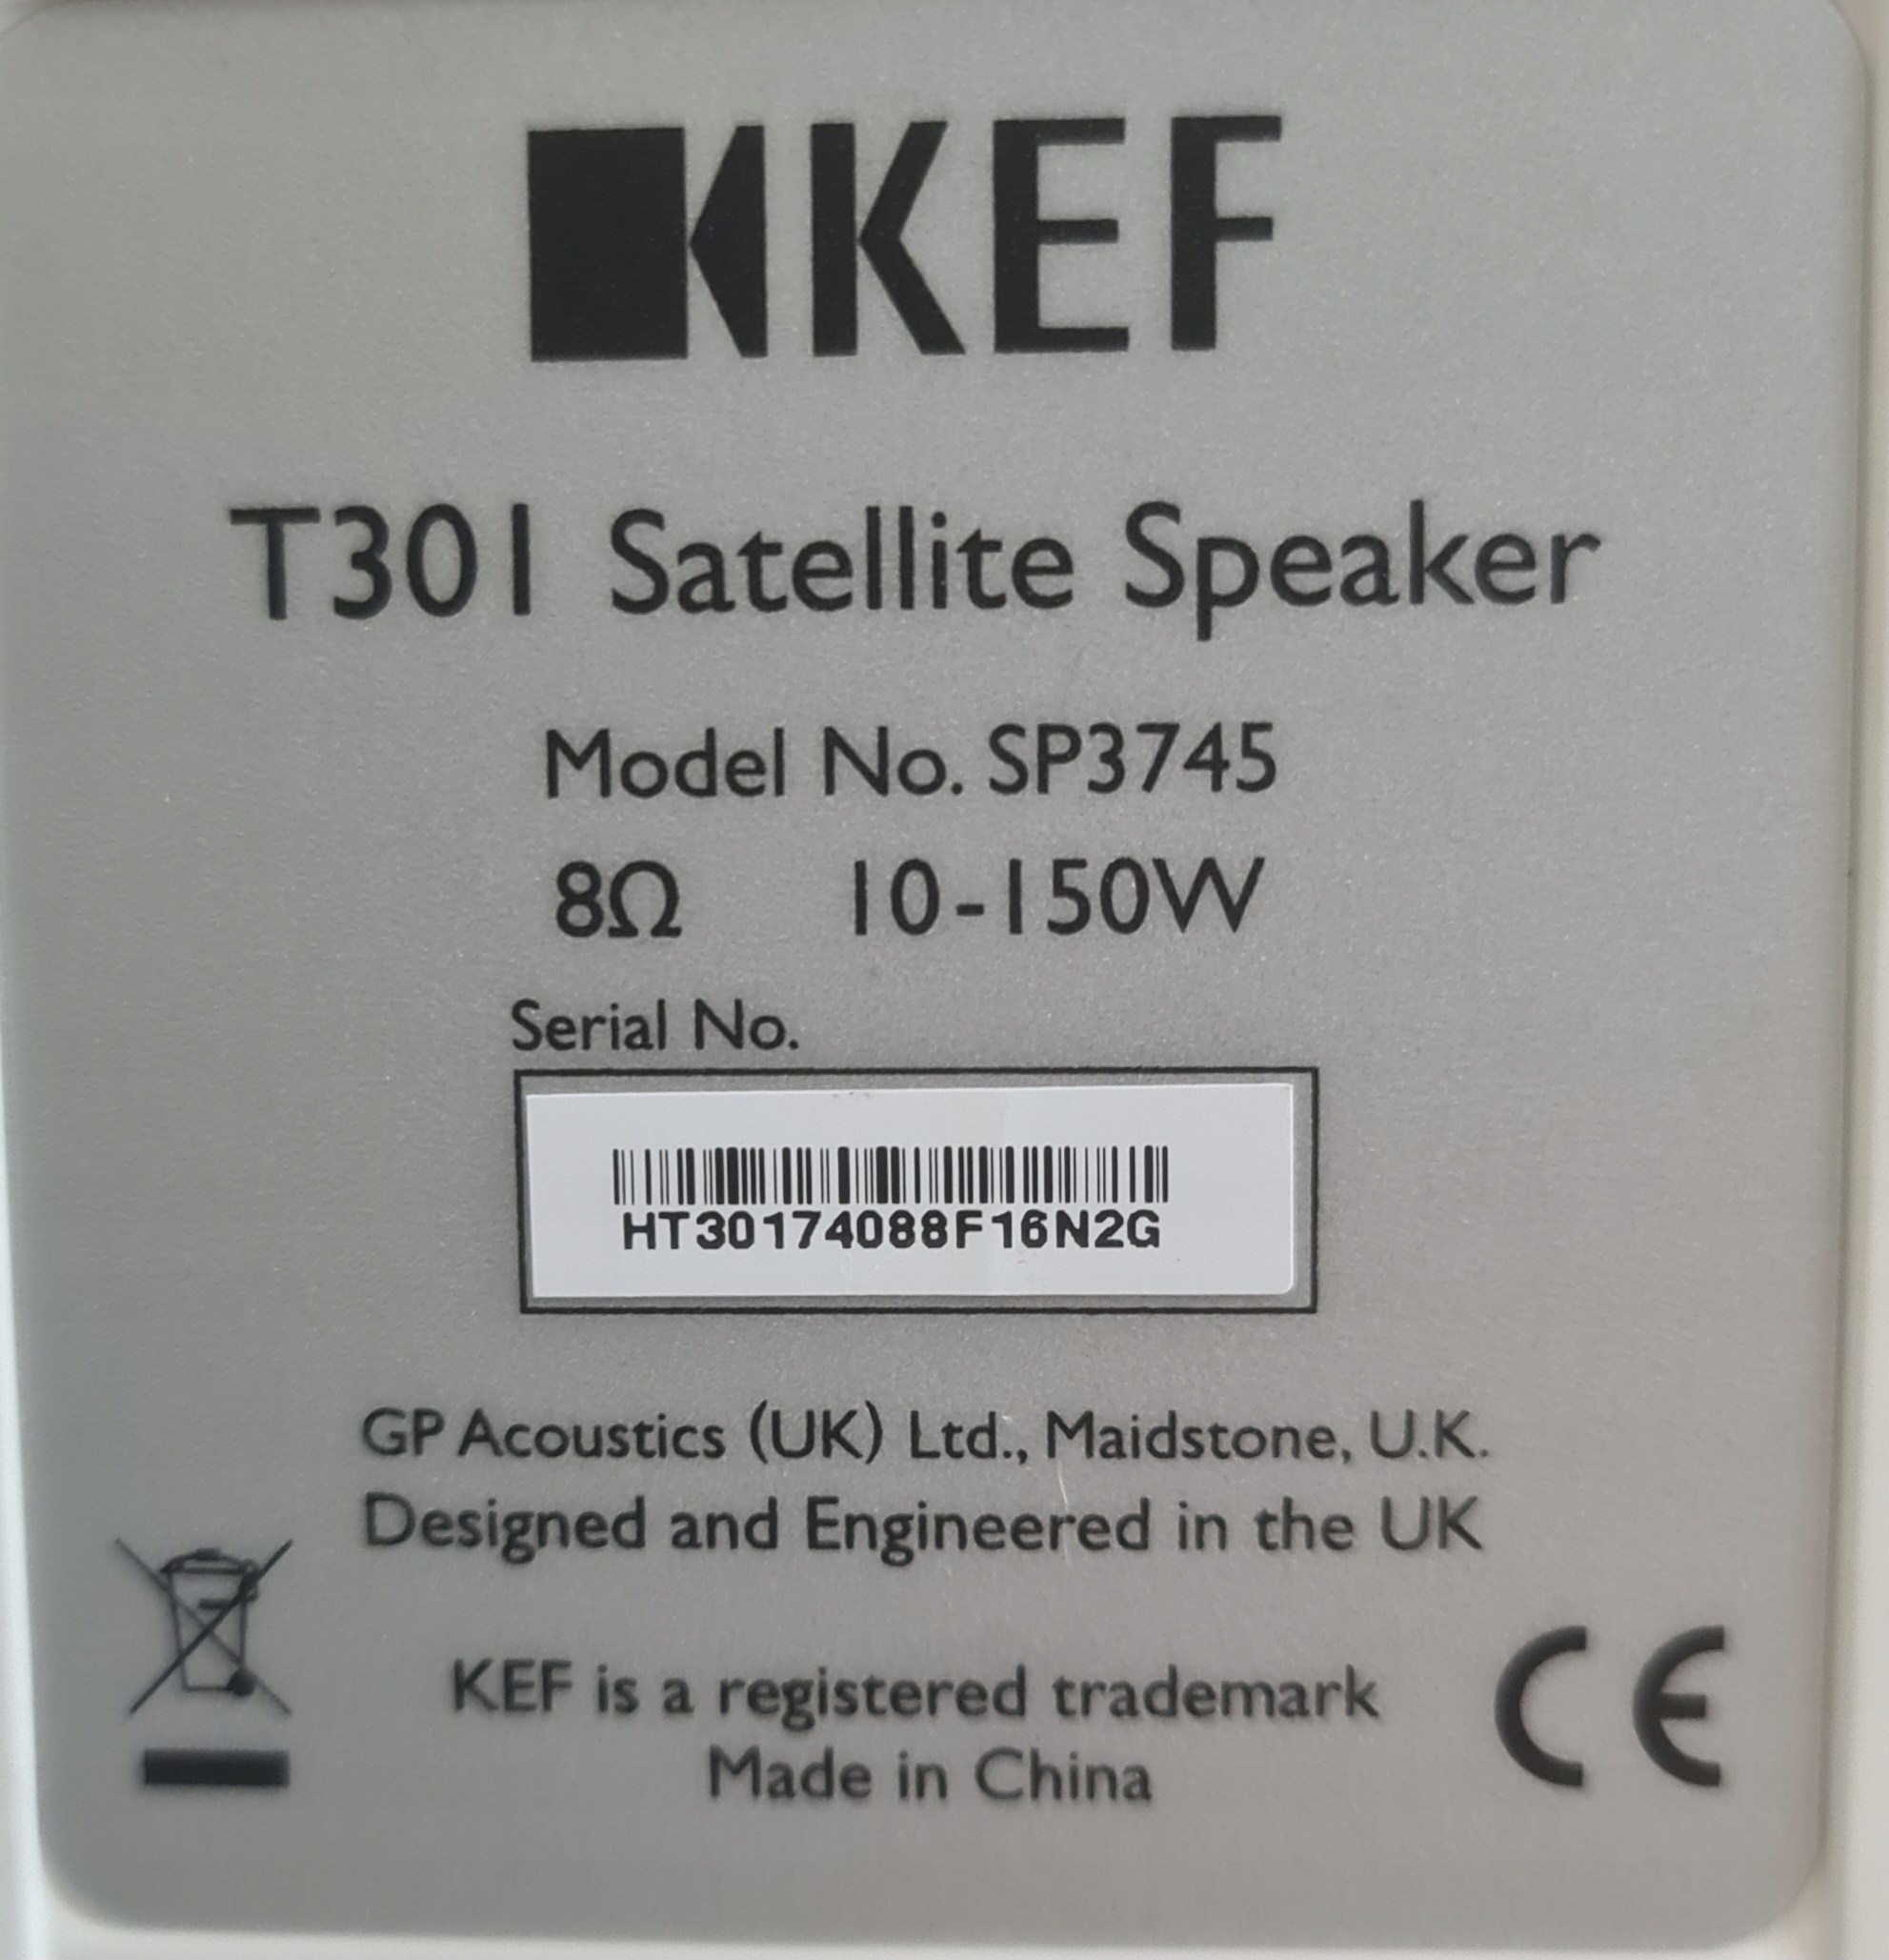 KEF
T301 Satellite Speaker
Model No. SP3745
8Ω 10-150W
Serial No.
HT30174088F16N2G
GP Acoustics (UK) Ltd., Maidstone, U.K.
Designed and Engineered in the UK
KEF is a registered trademark
Made in China
CE